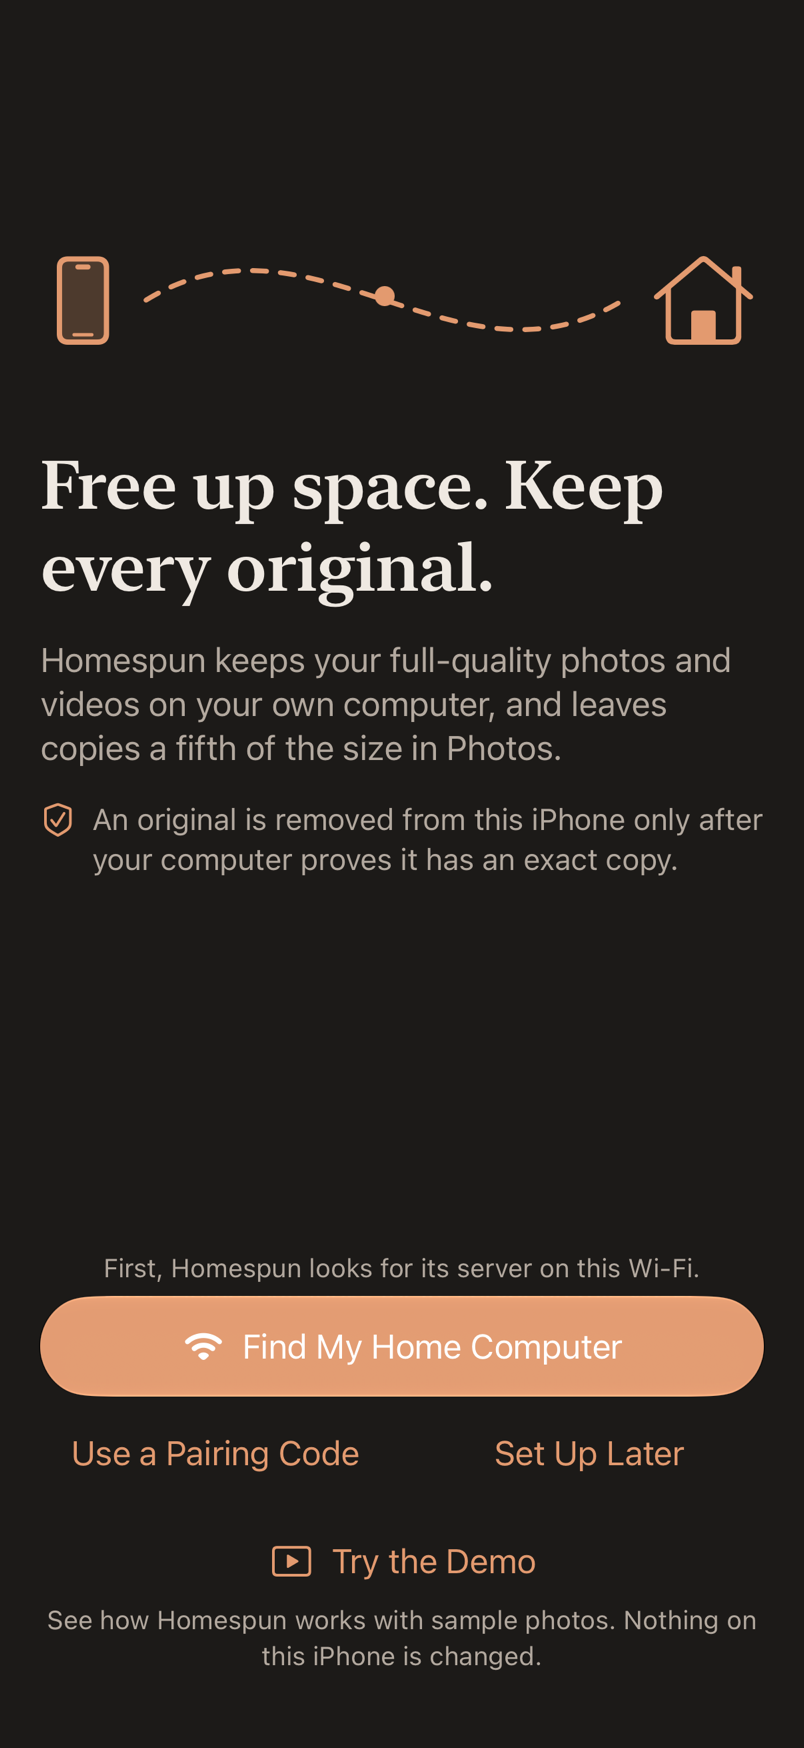 Free up space. Keep
every original.
Homespun keeps your full-quality photos and
videos on your own computer, and leaves
copies a fifth of the size in Photos.
An original is removed from this iPhone only after
your computer proves it has an exact copy.
First, Homespun looks for its server on this Wi-Fi.
Find My Home Computer
Use a Pairing Code
Set Up Later
Try the Demo
See how Homespun works with sample photos. Nothing on
this iPhone is changed.